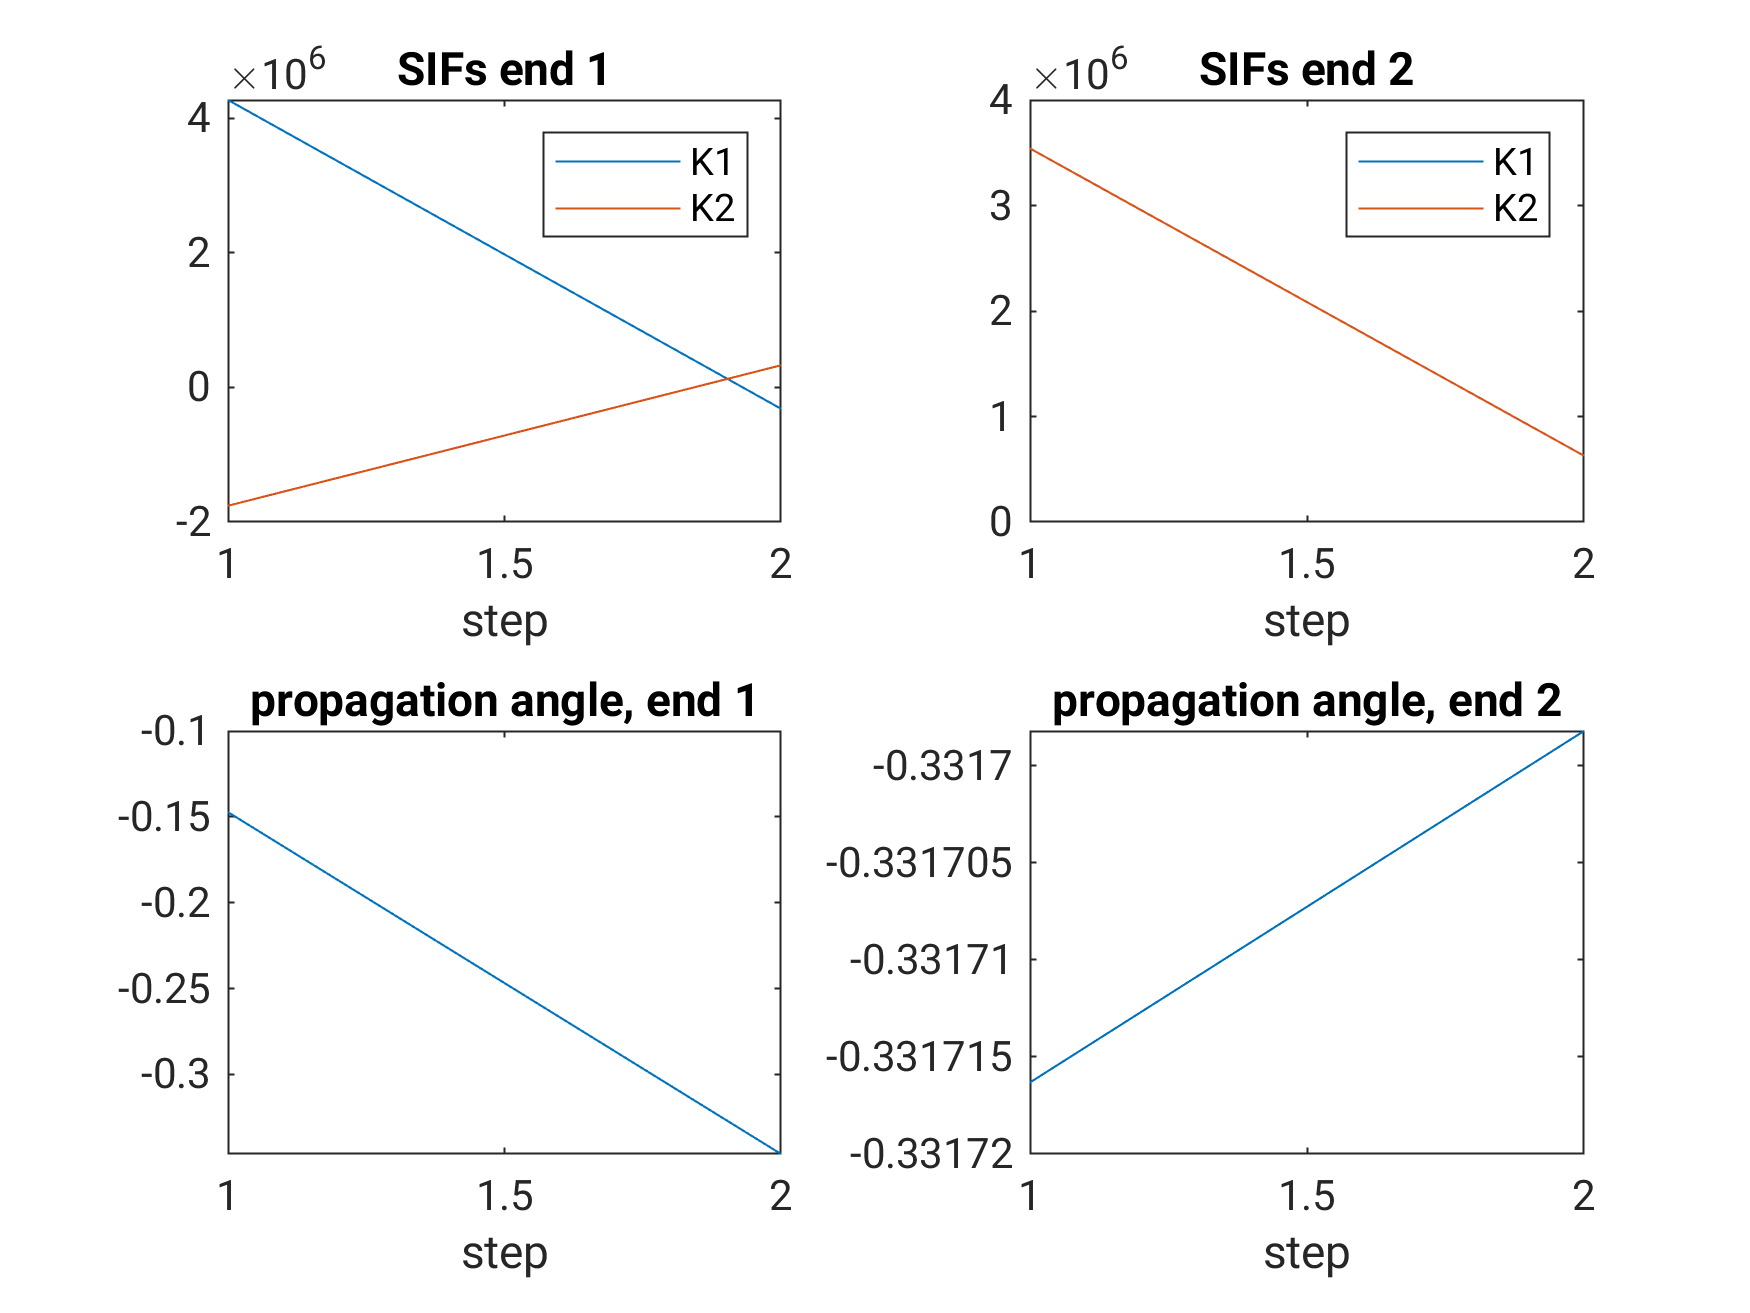 SIFs end 1
×10^6
4
2
0
-2
1 1.5 2
step
K1
K2
SIFs end 2
×10^6
4
3
2
1
0
1 1.5 2
step
K1
K2
propagation angle, end 1
-0.1
-0.15
-0.2
-0.25
-0.3
1 1.5 2
step
propagation angle, end 2
-0.3317
-0.331705
-0.33171
-0.331715
-0.33172
1 1.5 2
step